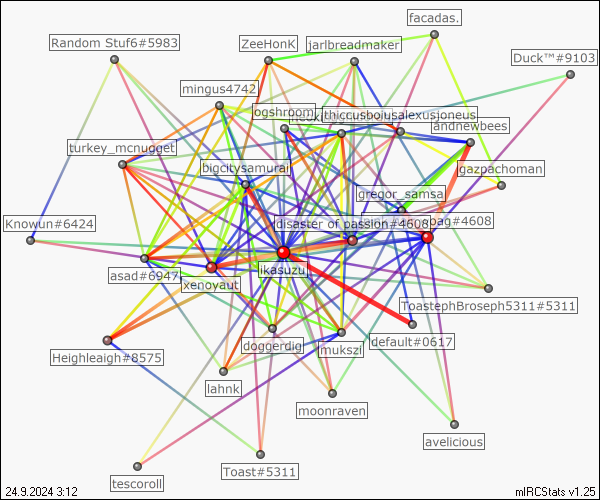 facadas.
Random Stuf6#5983
ZeeHonK
jarlbreadmaker
Duck™#9103
mingus4742
ogshroom
thiccusboiusalexusjoneus
andnewbees
turkey_mcnugget
bigcitysamurai
gazpachoman
gregor_samsa
Knowun#6424
disaster of passion#4608
pag#4608
asad#6947
xenoyaut
ikasuzu
ToastephBroseph5311#5311
doggerdig
mukszi
default#0617
Heighleaigh#8575
lahnk
moonraven
avelicious
Toast#5311
tescoroll
24.9.2024 3:12
mIRCStats v1.25